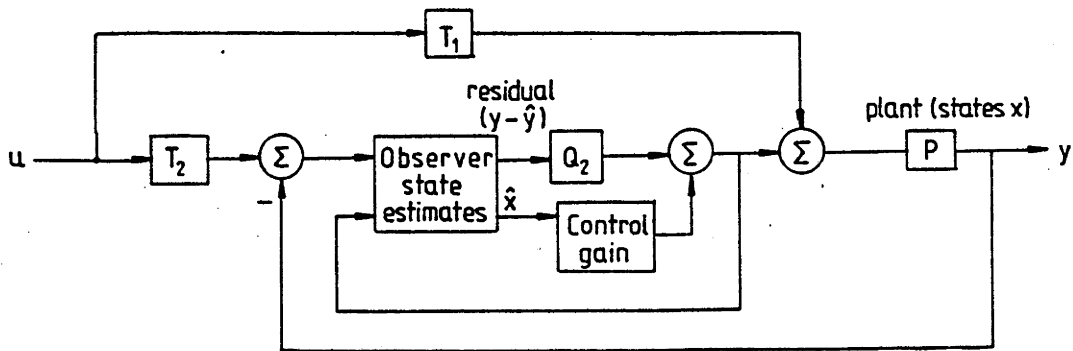 T₁
residual
(y-ŷ)
plant (states x)
u
T₂
Σ
Observer
state
estimates
Q₂
Σ
Σ
P
y
-
x̂
Control
gain